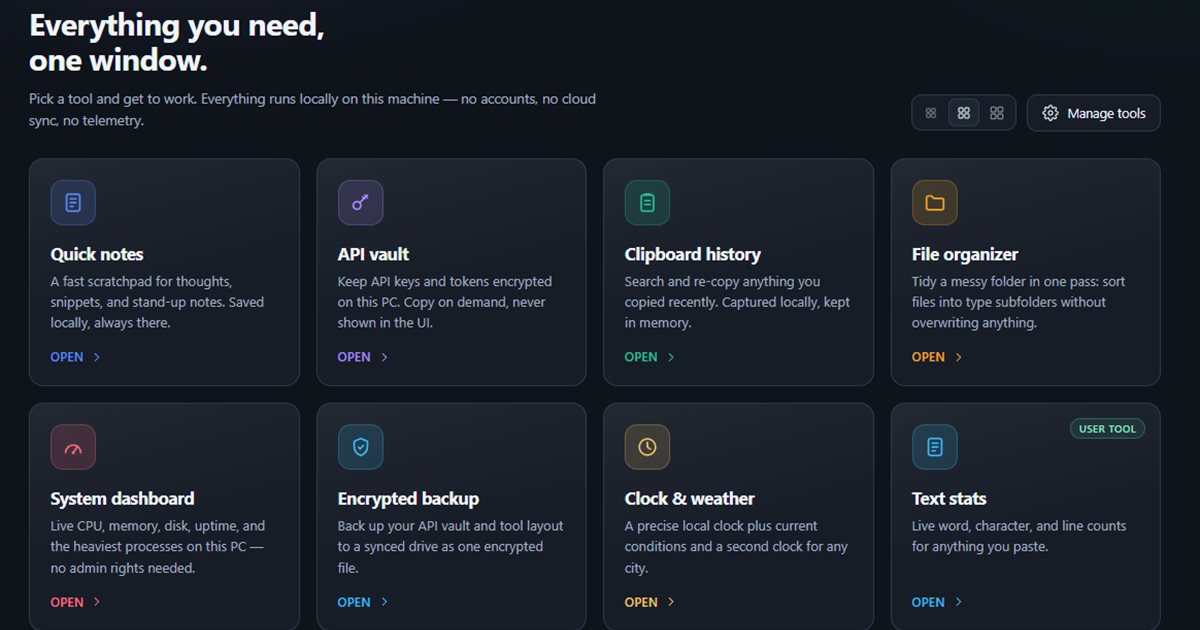 Everything you need,
one window.
Pick a tool and get to work. Everything runs locally on this machine — no accounts, no cloud
sync, no telemetry.
Manage tools
Quick notes
A fast scratchpad for thoughts,
snippets, and stand-up notes. Saved
locally, always there.
OPEN
API vault
Keep API keys and tokens encrypted
on this PC. Copy on demand, never
shown in the UI.
OPEN
Clipboard history
Search and re-copy anything you
copied recently. Captured locally, kept
in memory.
OPEN
File organizer
Tidy a messy folder in one pass: sort
files into type subfolders without
overwriting anything.
OPEN
System dashboard
Live CPU, memory, disk, uptime, and
the heaviest processes on this PC —
no admin rights needed.
OPEN
Encrypted backup
Back up your API vault and tool layout
to a synced drive as one encrypted
file.
OPEN
Clock & weather
A precise local clock plus current
conditions and a second clock for any
city.
OPEN
USER TOOL
Text stats
Live word, character, and line counts
for anything you paste.
OPEN